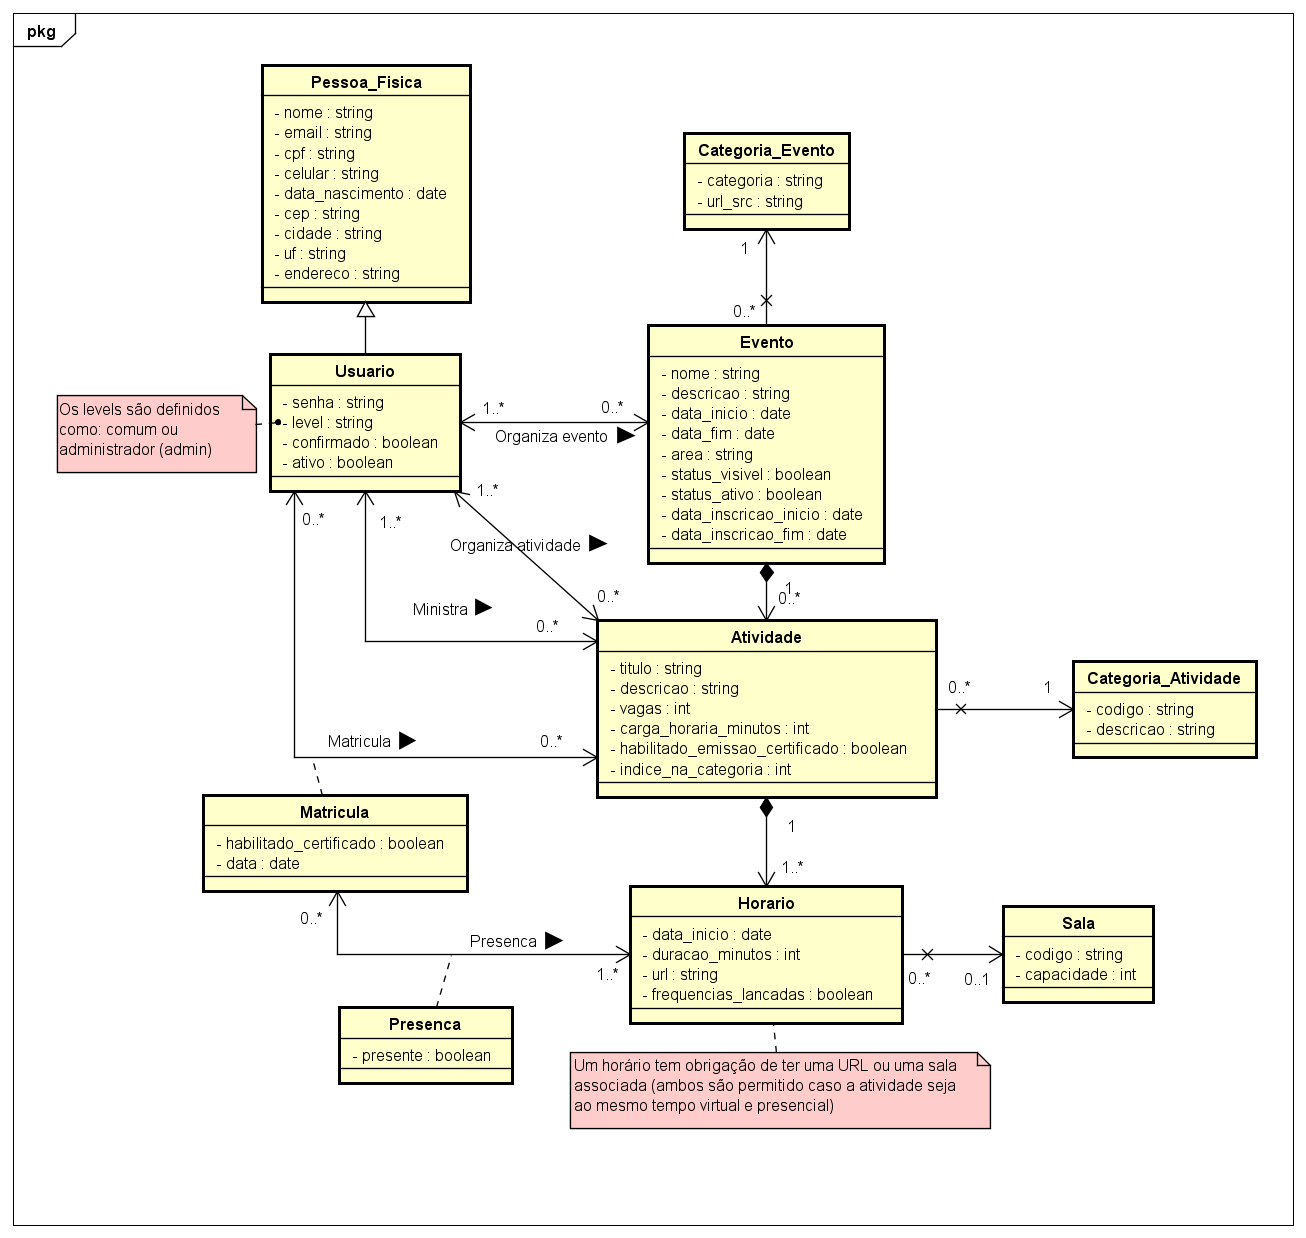 pkg
Pessoa_Fisica
- nome : string
- email : string
- cpf : string
- celular : string
- data_nascimento : date
- cep : string
- cidade : string
- uf : string
- endereco : string
Categoria_Evento
- categoria : string
- url_src : string
1
0..*
Evento
- nome : string
- descricao : string
- data_inicio : date
- data_fim : date
- area : string
- status_visivel : boolean
- status_ativo : boolean
- data_inscricao_inicio : date
- data_inscricao_fim : date
Usuario
- senha : string
- level : string
- confirmado : boolean
- ativo : boolean
Os levels são definidos
como: comum ou
administrador (admin)
1..*
0..*
Organiza evento
0..*
1..*
1..*
Organiza atividade
0..*
Ministra
0..*
1
0..*
Atividade
- titulo : string
- descricao : string
- vagas : int
- carga_horaria_minutos : int
- habilitado_emissao_certificado : boolean
- indice_na_categoria : int
0..*
1
Categoria_Atividade
- codigo : string
- descricao : string
Matricula
0..*
Matricula
- habilitado_certificado : boolean
- data : date
1
1..*
Horario
- data_inicio : date
- duracao_minutos : int
- url : string
- frequencias_lancadas : boolean
0..*
Presenca
1..*
0..*
0..1
Sala
- codigo : string
- capacidade : int
Presenca
- presente : boolean
Um horário tem obrigação de ter uma URL ou uma sala
associada (ambos são permitido caso a atividade seja
ao mesmo tempo virtual e presencial)